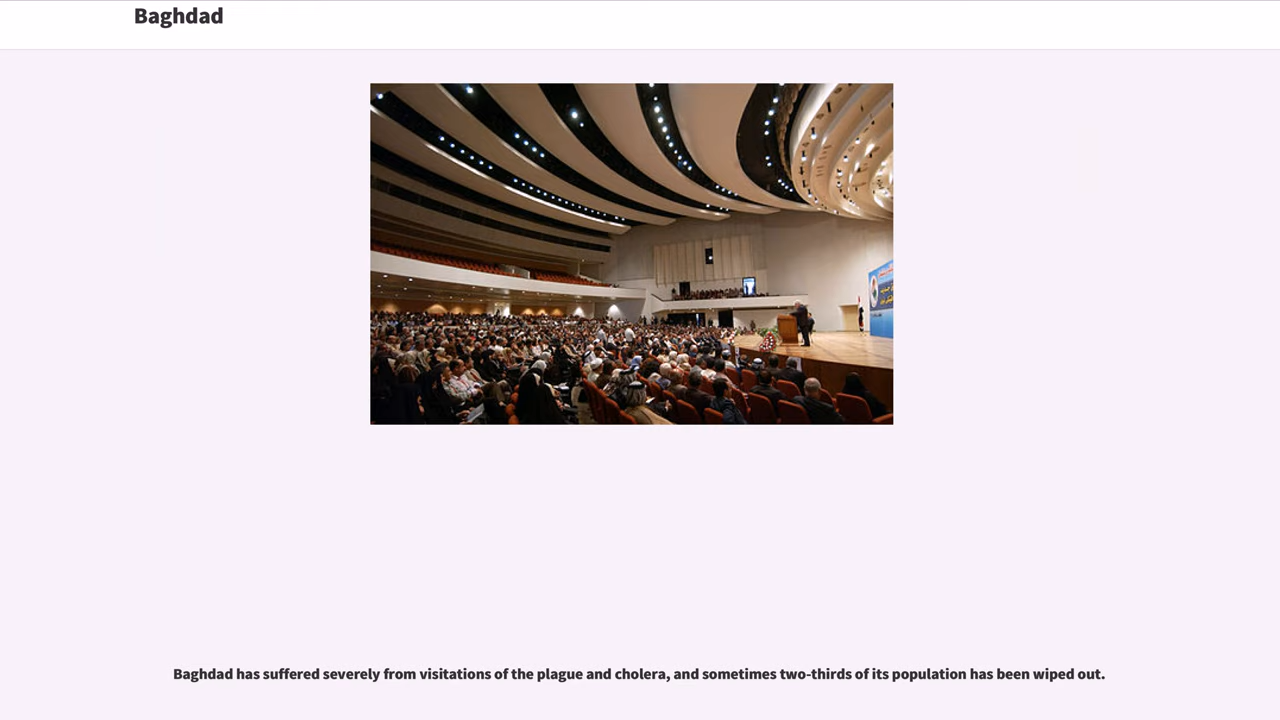 Baghdad
Baghdad has suffered severely from visitations of the plague and cholera, and sometimes two-thirds of its population has been wiped out.